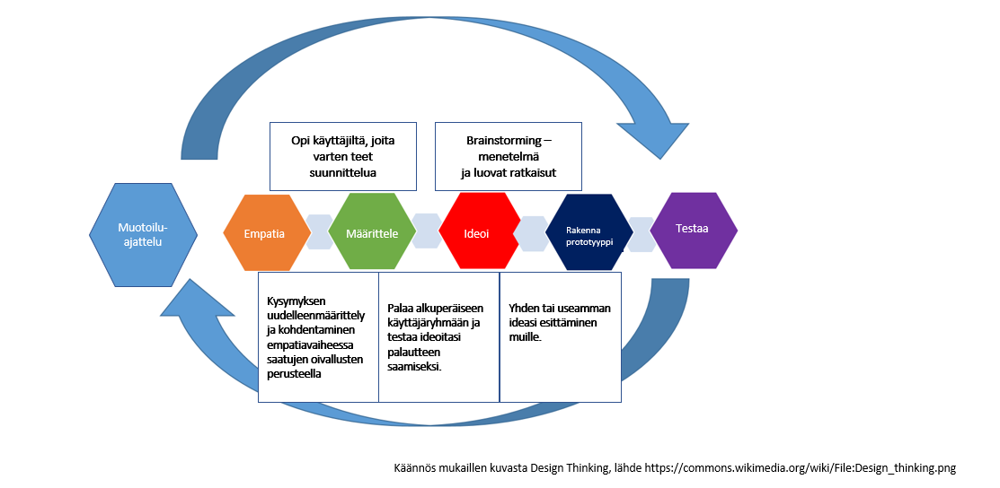 Opi käyttäjiltä, joita
varten teet
suunnittelua
Brainstorming –
menetelmä
ja luovat ratkaisut
Muotoilu-
ajattelu
Empatia
Määrittele
Ideoi
Rakenna
prototyyppi
Testaa
Kysymyksen
uudelleenmäärittely
ja kohdentaminen
empatiavaiheessa
saatujen oivallusten
perusteella
Palaa alkuperäiseen
käyttäjäryhmään ja
testaa ideoitasi
palautteen
saamiseksi.
Yhden tai useamman
ideasi esittäminen
muille.
Käännös mukaillen kuvasta Design Thinking, lähde https://commons.wikimedia.org/wiki/File:Design_thinking.png